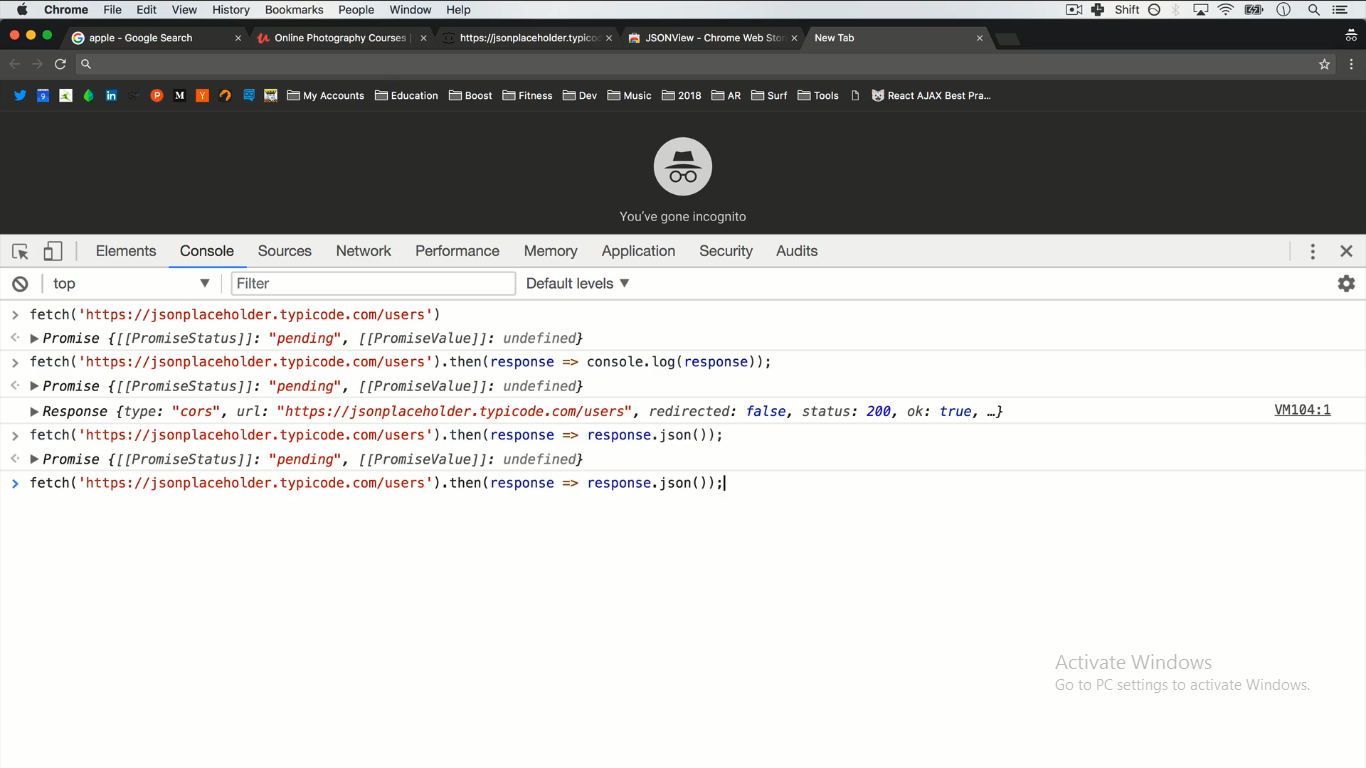 Chrome File Edit View History Bookmarks People Window Help Shift
apple - Google Search Online Photography Courses https://jsonplaceholder.typico JSONView - Chrome Web Stor New Tab
9 in P M Y My Accounts Education Boost Fitness Dev Music 2018 AR Surf Tools React AJAX Best Pra...
You've gone incognito
Elements Console Sources Network Performance Memory Application Security Audits
top ▼ Filter Default levels ▼
> fetch('https://jsonplaceholder.typicode.com/users')
<· ▶ Promise {[[PromiseStatus]]: "pending", [[PromiseValue]]: undefined}
> fetch('https://jsonplaceholder.typicode.com/users').then(response => console.log(response));
<· ▶ Promise {[[PromiseStatus]]: "pending", [[PromiseValue]]: undefined}
▶ Response {type: "cors", url: "https://jsonplaceholder.typicode.com/users", redirected: false, status: 200, ok: true, …} VM104:1
> fetch('https://jsonplaceholder.typicode.com/users').then(response => response.json());
<· ▶ Promise {[[PromiseStatus]]: "pending", [[PromiseValue]]: undefined}
> fetch('https://jsonplaceholder.typicode.com/users').then(response => response.json());
Activate Windows
Go to PC settings to activate Windows.